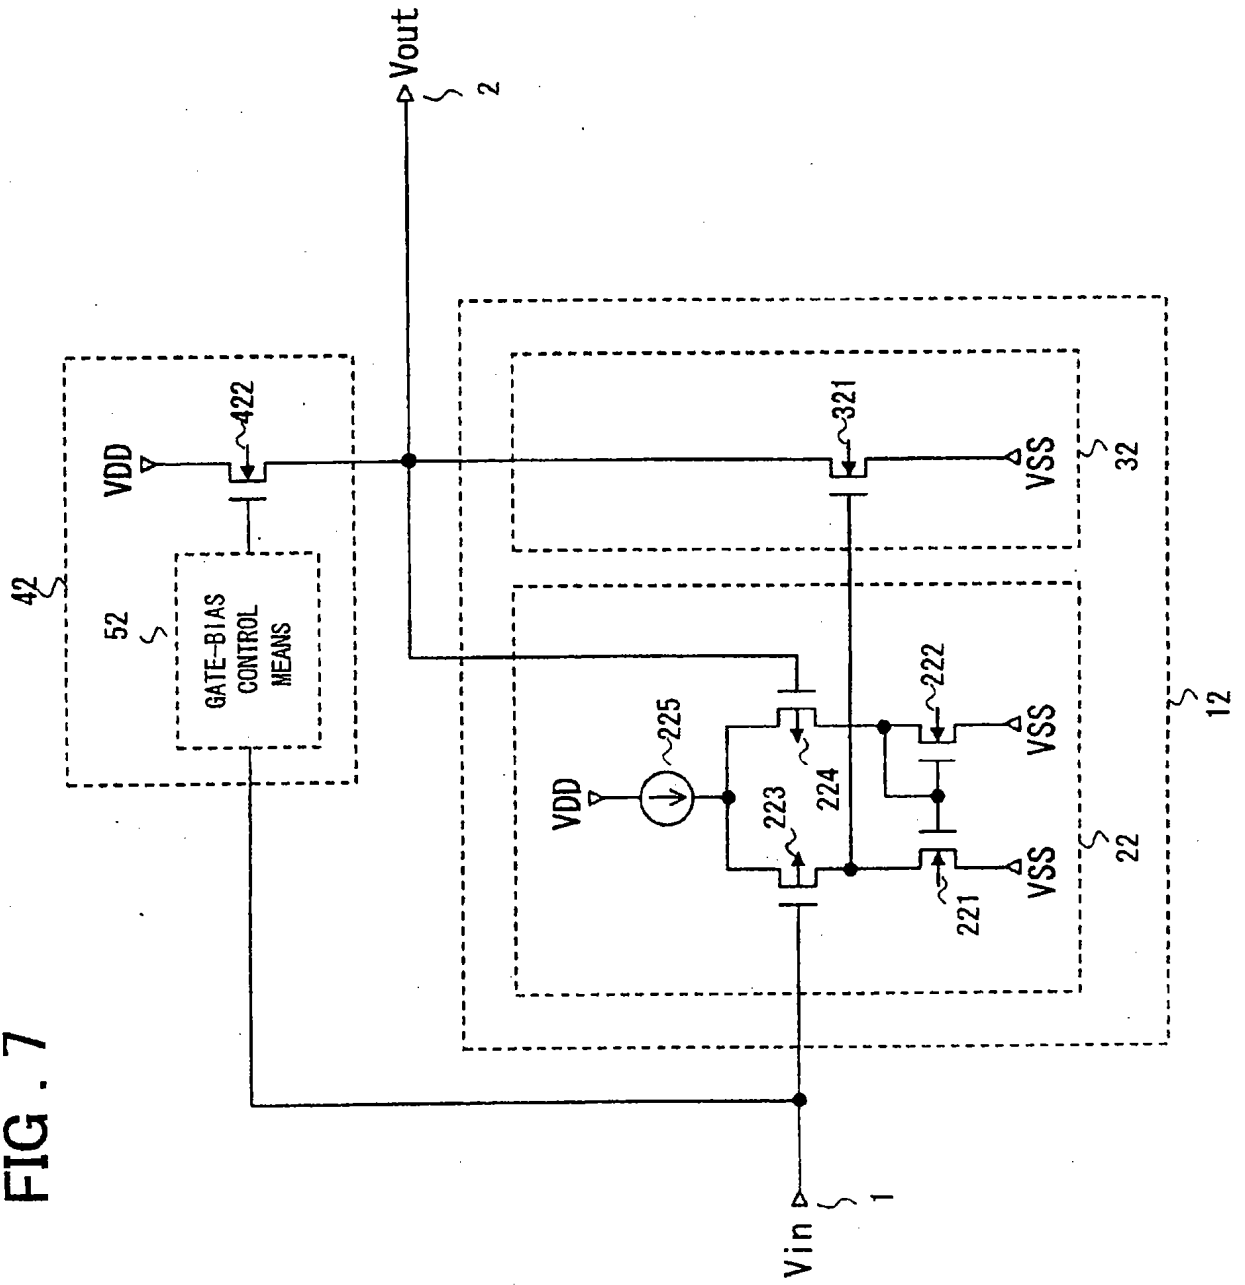 FIG. 7
42
52
GATE-BIAS
CONTROL
MEANS
VDD
422
Vout
2
VDD
225
223
224
221
222
VSS
VSS
22
321
VSS
32
12
Vin
1